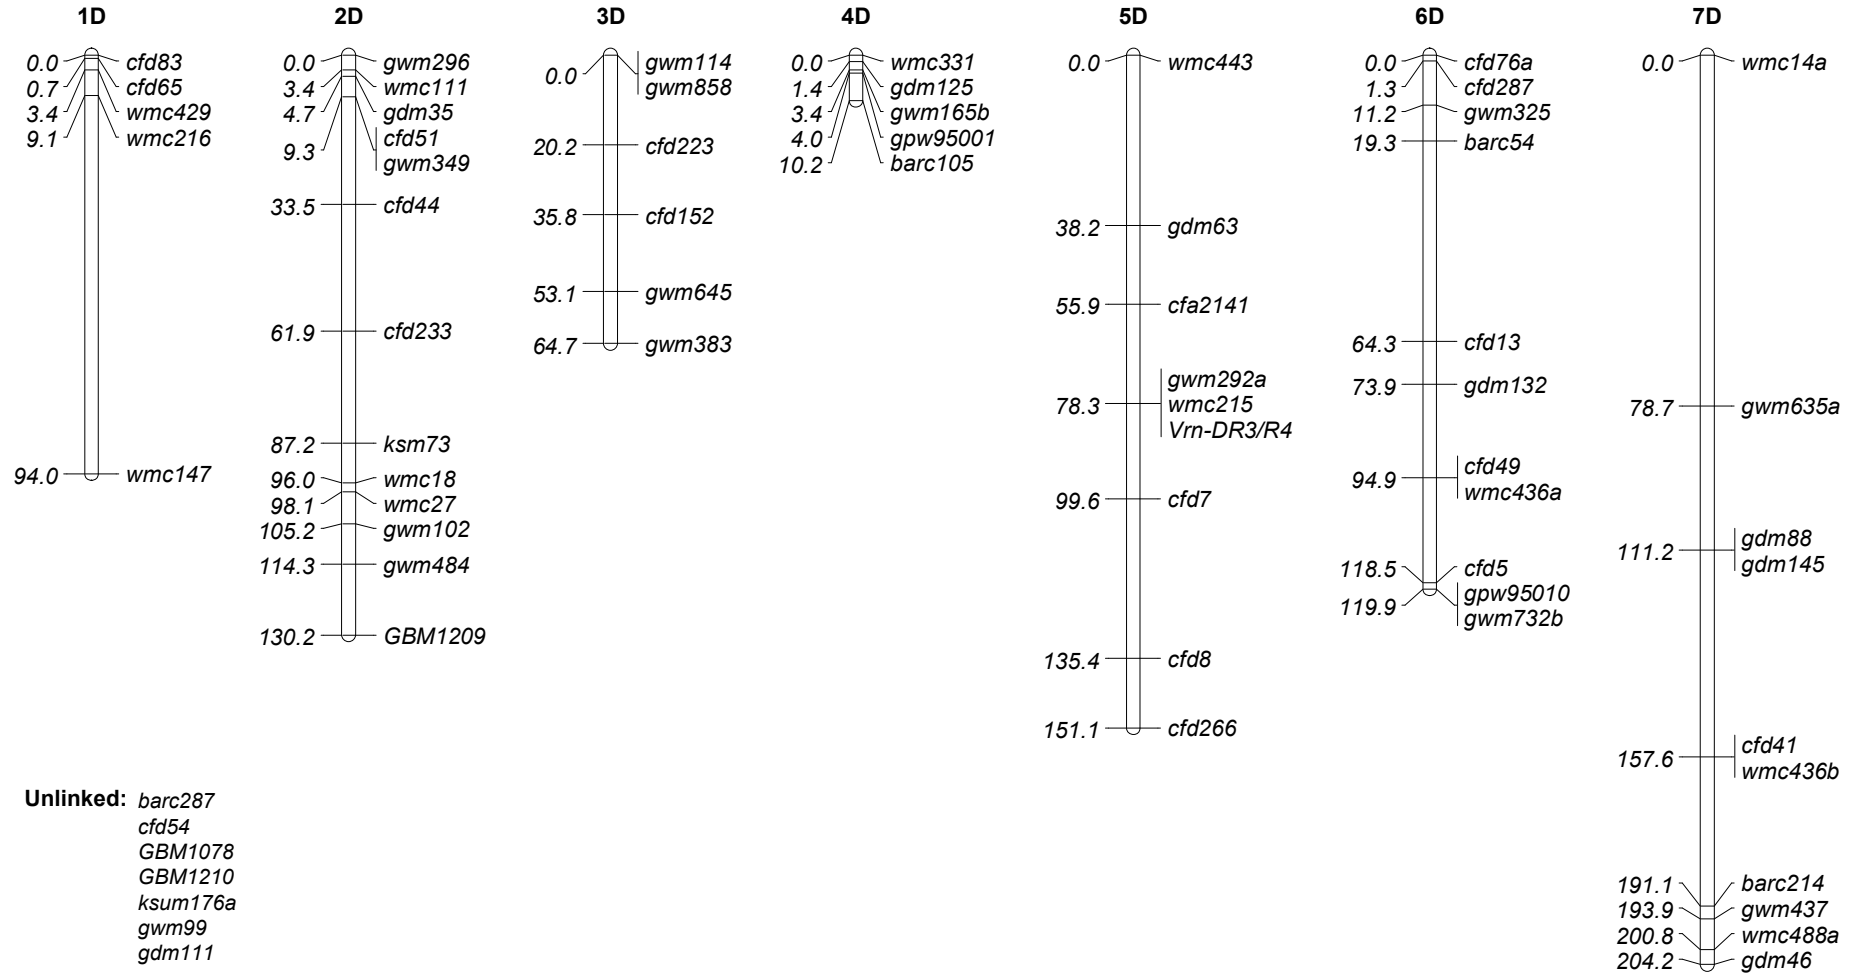 1D
0.0 cfd83
0.7 cfd65
3.4 wmc429
9.1 wmc216
94.0 wmc147
2D
0.0 gwm296
3.4 wmc111
4.7 gdm35
9.3 cfd51
gwm349
33.5 cfd44
61.9 cfd233
87.2 ksm73
96.0 wmc18
98.1 wmc27
105.2 gwm102
114.3 gwm484
130.2 GBM1209
3D
0.0 gwm114
gwm858
20.2 cfd223
35.8 cfd152
53.1 gwm645
64.7 gwm383
4D
0.0 wmc331
1.4 gdm125
3.4 gwm165b
4.0 gpw95001
10.2 barc105
5D
0.0 wmc443
38.2 gdm63
55.9 cfa2141
gwm292a
78.3 wmc215
Vrn-DR3/R4
99.6 cfd7
135.4 cfd8
151.1 cfd266
6D
0.0 cfd76a
1.3 cfd287
11.2 gwm325
19.3 barc54
64.3 cfd13
73.9 gdm132
94.9 cfd49
wmc436a
118.5 cfd5
119.9 gpw95010
gwm732b
7D
0.0 wmc14a
78.7 gwm635a
111.2 gdm88
gdm145
157.6 cfd41
wmc436b
191.1 barc214
193.9 gwm437
200.8 wmc488a
204.2 gdm46
Unlinked: barc287
cfd54
GBM1078
GBM1210
ksum176a
gwm99
gdm111